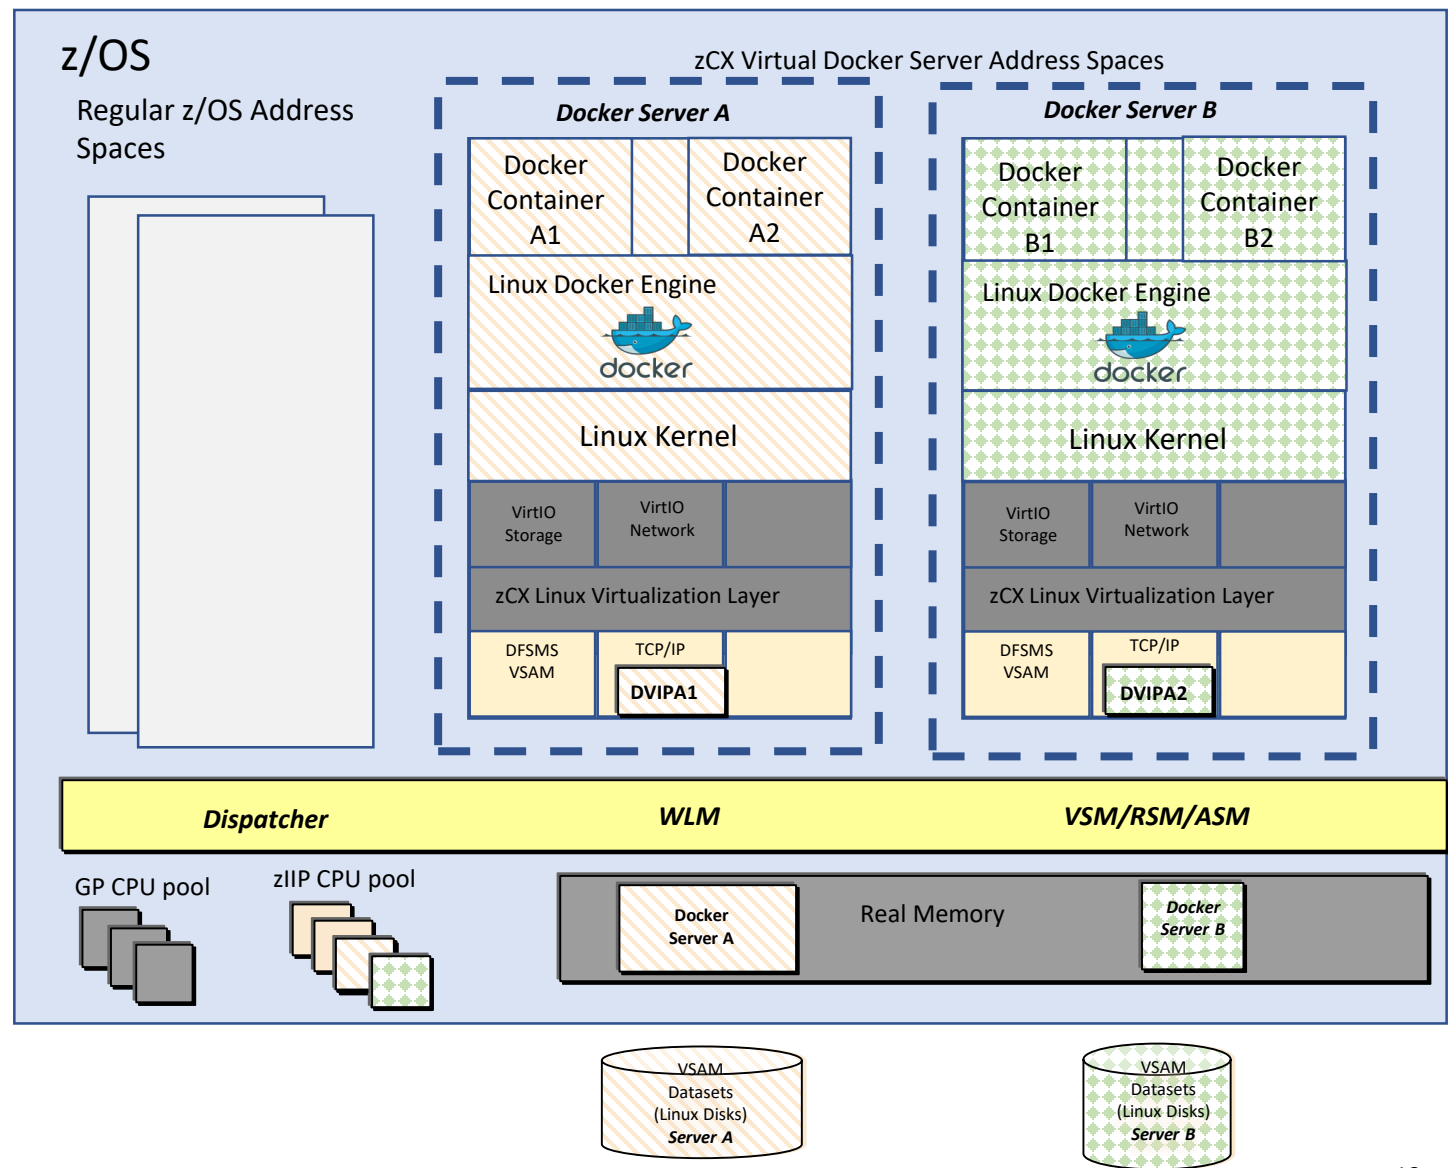 z/OS
zCX Virtual Docker Server Address Spaces
Regular z/OS Address
Spaces
Docker Server A
Docker
Container
A1
Docker
Container
A2
Linux Docker Engine
docker
Linux Kernel
VirtIO
Storage
VirtIO
Network
zCX Linux Virtualization Layer
DFSMS
VSAM
TCP/IP
DVIPA1
Docker Server B
Docker
Container
B1
Docker
Container
B2
Linux Docker Engine
docker
Linux Kernel
VirtIO
Storage
VirtIO
Network
zCX Linux Virtualization Layer
DFSMS
VSAM
TCP/IP
DVIPA2
Dispatcher
WLM
VSM/RSM/ASM
GP CPU pool
zIIP CPU pool
Docker
Server A
Real Memory
Docker
Server B
VSAM
Datasets
(Linux Disks)
Server A
VSAM
Datasets
(Linux Disks)
Server B